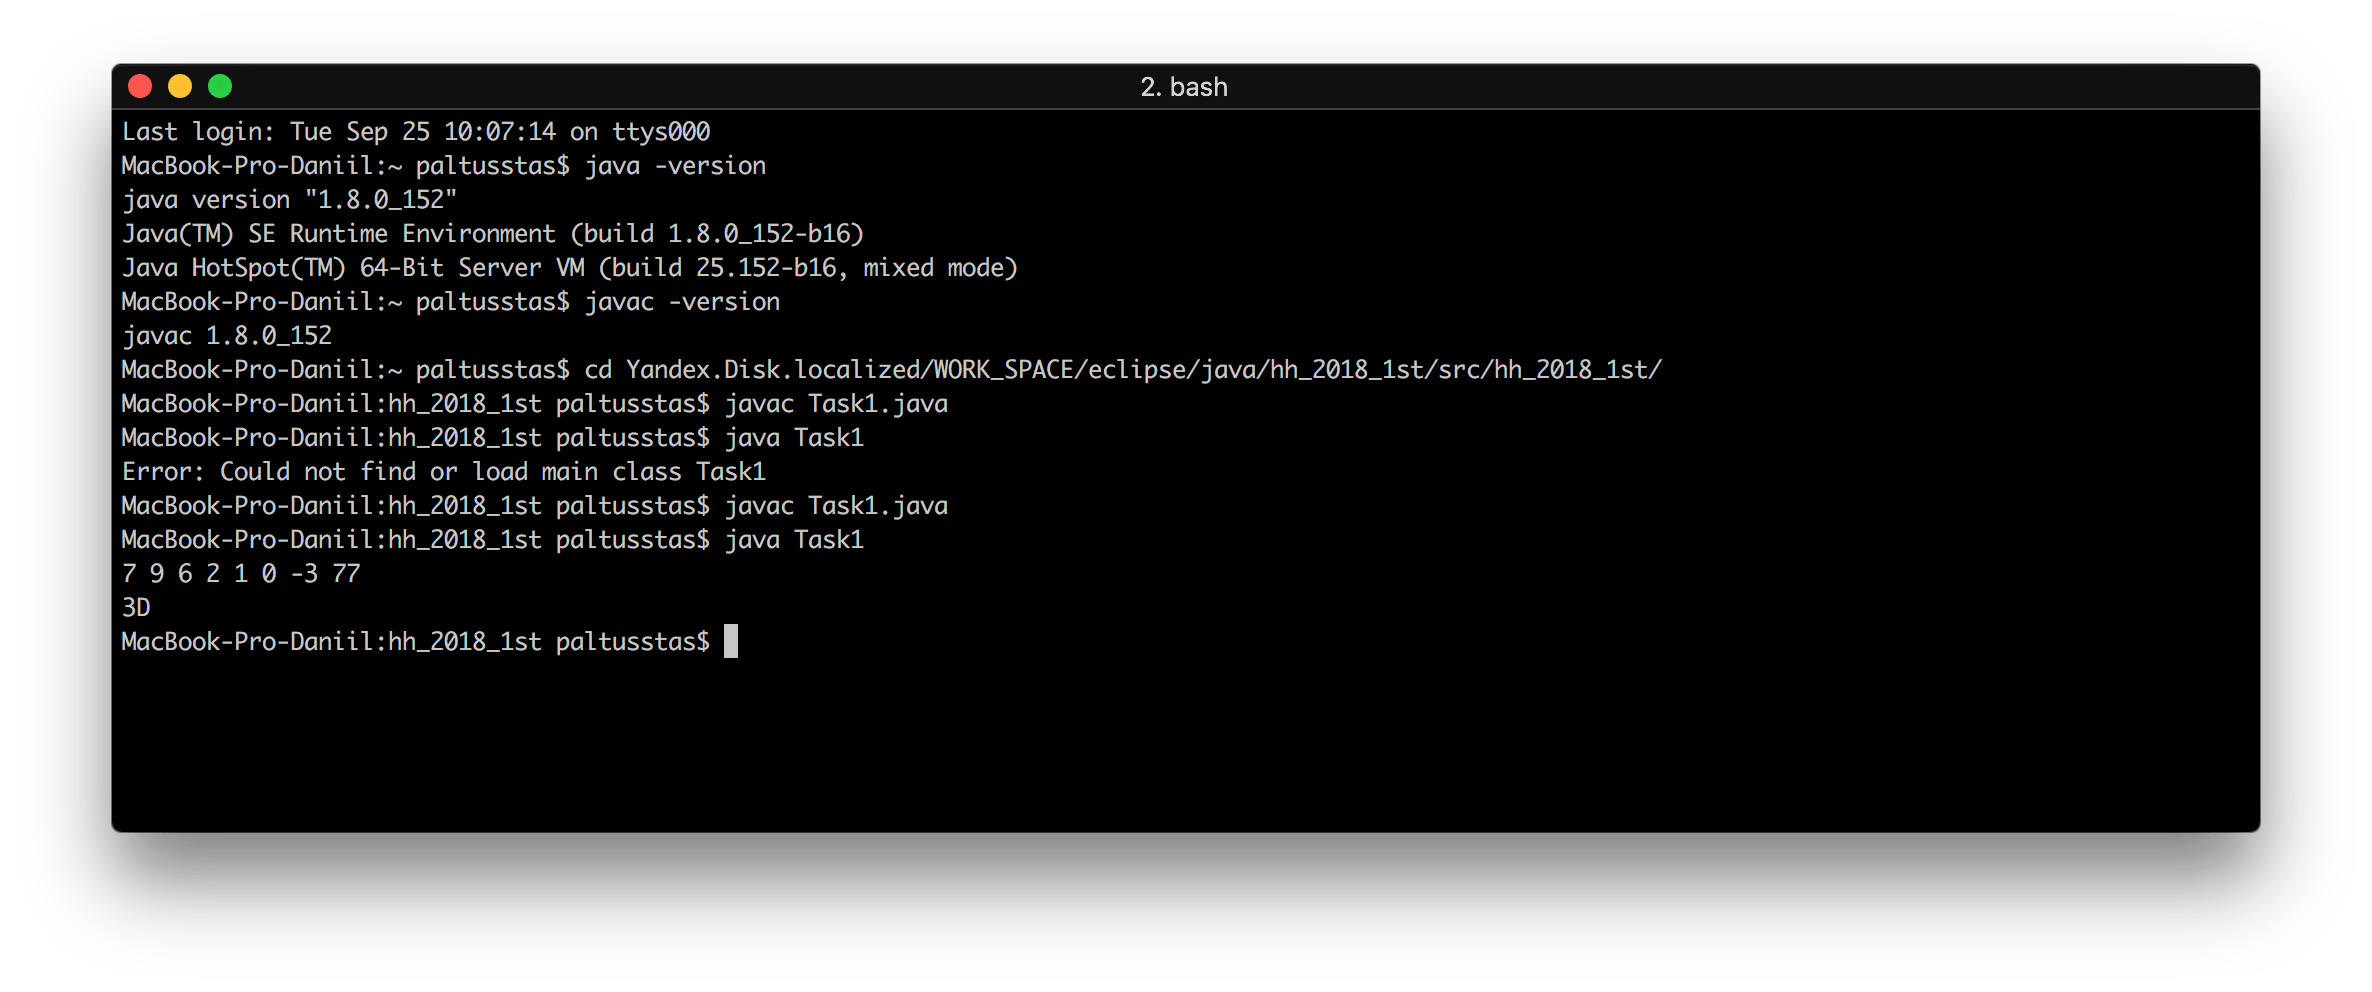 2. bash
Last login: Tue Sep 25 10:07:14 on ttys000
MacBook-Pro-Daniil:~ paltusstas$ java -version
java version "1.8.0_152"
Java(TM) SE Runtime Environment (build 1.8.0_152-b16)
Java HotSpot(TM) 64-Bit Server VM (build 25.152-b16, mixed mode)
MacBook-Pro-Daniil:~ paltusstas$ javac -version
javac 1.8.0_152
MacBook-Pro-Daniil:~ paltusstas$ cd Yandex.Disk.localized/WORK_SPACE/eclipse/java/hh_2018_1st/src/hh_2018_1st/
MacBook-Pro-Daniil:hh_2018_1st paltusstas$ javac Task1.java
MacBook-Pro-Daniil:hh_2018_1st paltusstas$ java Task1
Error: Could not find or load main class Task1
MacBook-Pro-Daniil:hh_2018_1st paltusstas$ javac Task1.java
MacBook-Pro-Daniil:hh_2018_1st paltusstas$ java Task1
7 9 6 2 1 0 -3 77
3D
MacBook-Pro-Daniil:hh_2018_1st paltusstas$